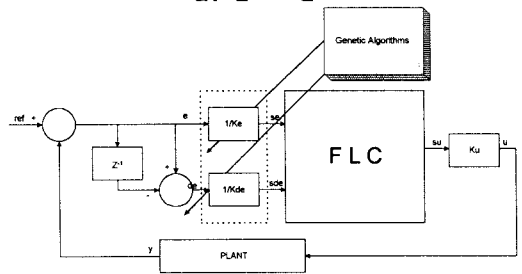 Genetic Algorithms
ref + e 1/Ke se
FLC su Ku u
Z-1 + - de 1/Kde sde
y PLANT